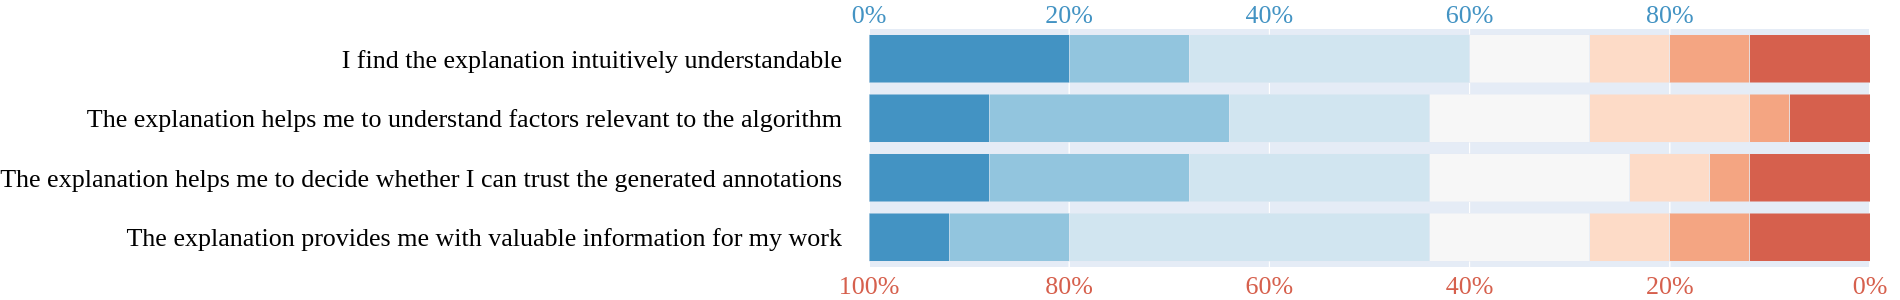 0% 20% 40% 60% 80%
I find the explanation intuitively understandable
The explanation helps me to understand factors relevant to the algorithm
The explanation helps me to decide whether I can trust the generated annotations
The explanation provides me with valuable information for my work
100% 80% 60% 40% 20% 0%